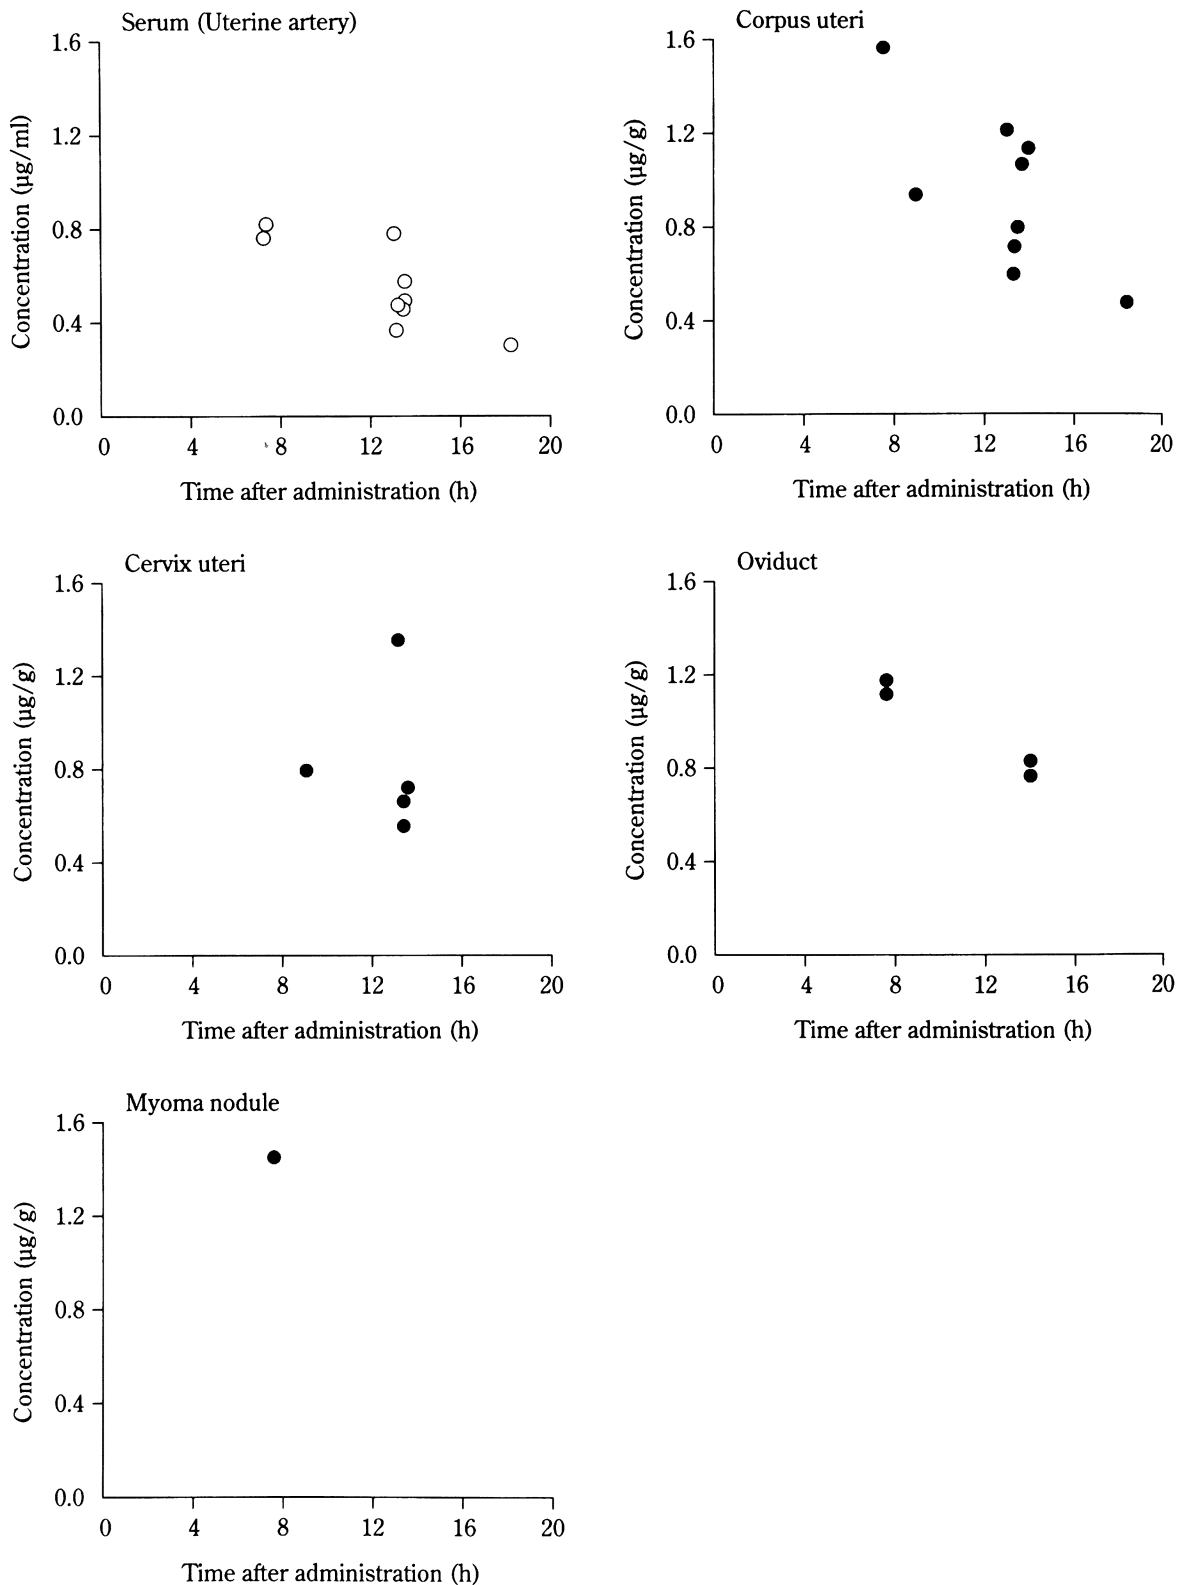 Serum (Uterine artery)
1.6
1.2
0.8
0.4
0.0
Concentration (µg/ml)
0 4 8 12 16 20
Time after administration (h)
Corpus uteri
1.6
1.2
0.8
0.4
0.0
Concentration (µg/g)
0 4 8 12 16 20
Time after administration (h)
Cervix uteri
1.6
1.2
0.8
0.4
0.0
Concentration (µg/g)
0 4 8 12 16 20
Time after administration (h)
Oviduct
1.6
1.2
0.8
0.4
0.0
Concentration (µg/g)
0 4 8 12 16 20
Time after administration (h)
Myoma nodule
1.6
1.2
0.8
0.4
0.0
Concentration (µg/g)
0 4 8 12 16 20
Time after administration (h)